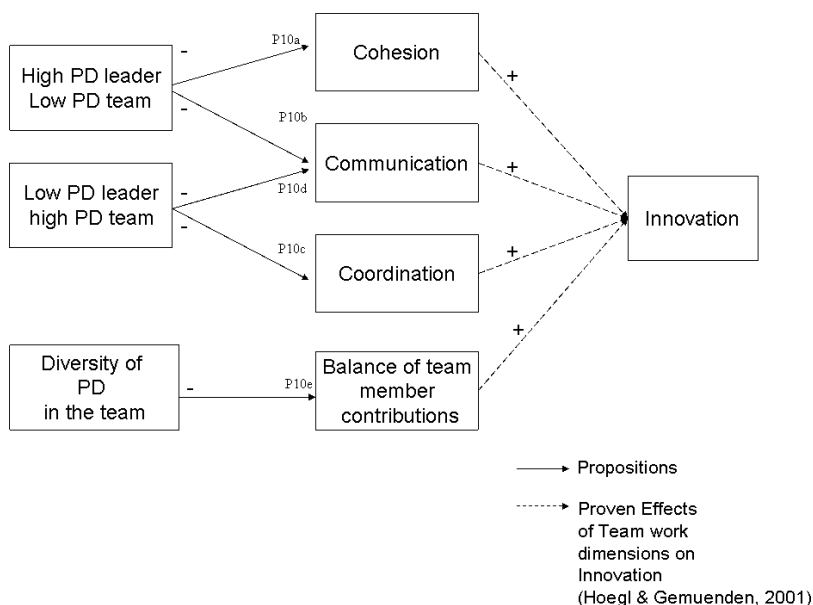 P10a
-
High PD leader
Low PD team
-
Cohesion
+
P10b
Communication
+
Low PD leader
high PD team
-
-
P10d
P10c
Coordination
+
Innovation
Diversity of
PD
in the team
-
P10e
Balance of team
member
contributions
+
Propositions
Proven Effects
of Team work
dimensions on
Innovation
(Hoegl & Gemuenden, 2001)